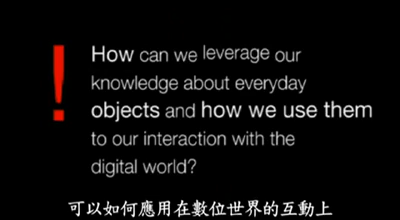 !
How can we leverage our
knowledge about everyday
objects and how we use them
to our interaction with the
digital world?
可以如何應用在數位世界的互動上